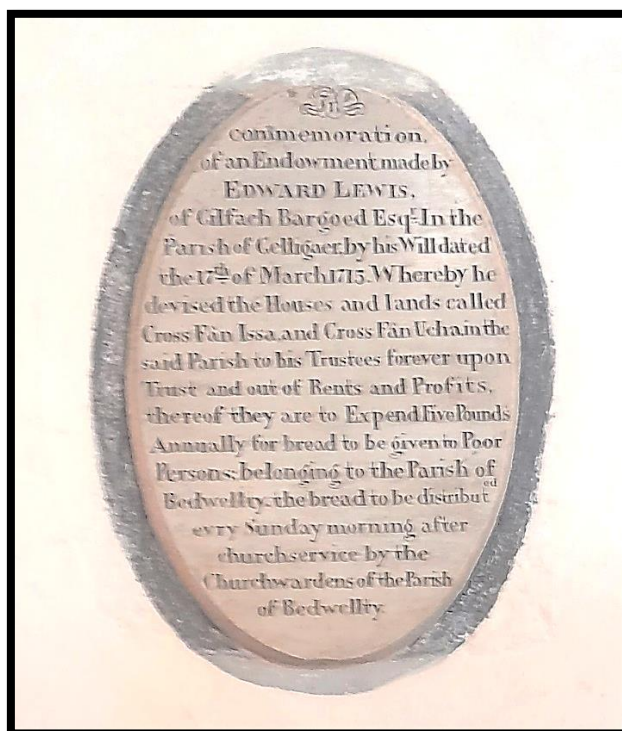 In
commemoration,
of an Endowment made by
EDWARD LEWIS,
of Gilfach Bargoed Esqr. In the
Parish of Gelligaer, by his Will dated
the 17th of March 1715. Whereby he
devised the Houses and lands called
Cross Fân Issa, and Cross Fân Ucha in the
said Parish to his Trustees forever upon
Trust and out of Rents and Profits,
thereof they are to Expend Five Pounds
Annually for bread to be given to Poor
Persons; belonging to the Parish of
Bedwellty. the bread to be distributed
evry Sunday morning after
church service by the
Churchwardens of the Parish
of Bedwellty.